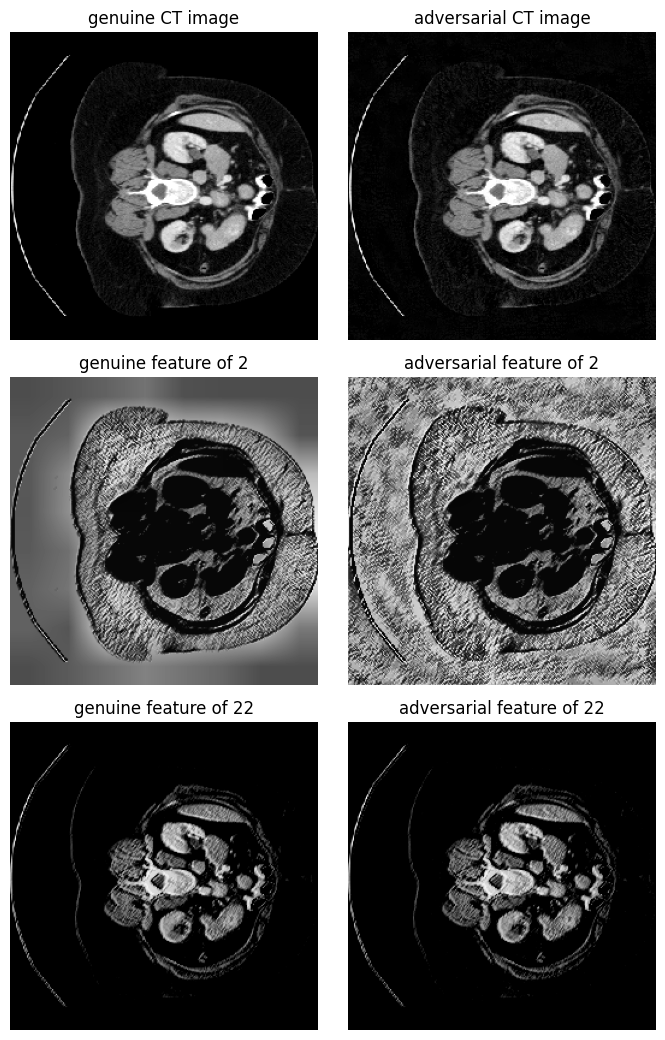 genuine CT image
adversarial CT image
genuine feature of 2
adversarial feature of 2
genuine feature of 22
adversarial feature of 22